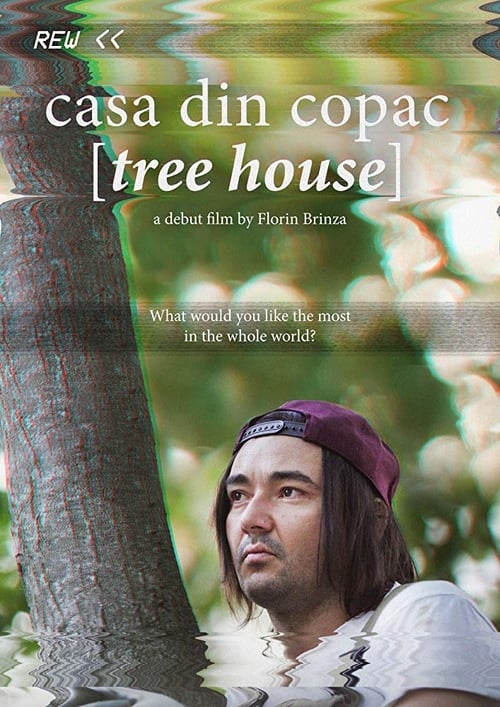 REW <<
casa din copac
[tree house]
a debut film by Florin Brinza
What would you like the most
in the whole world?